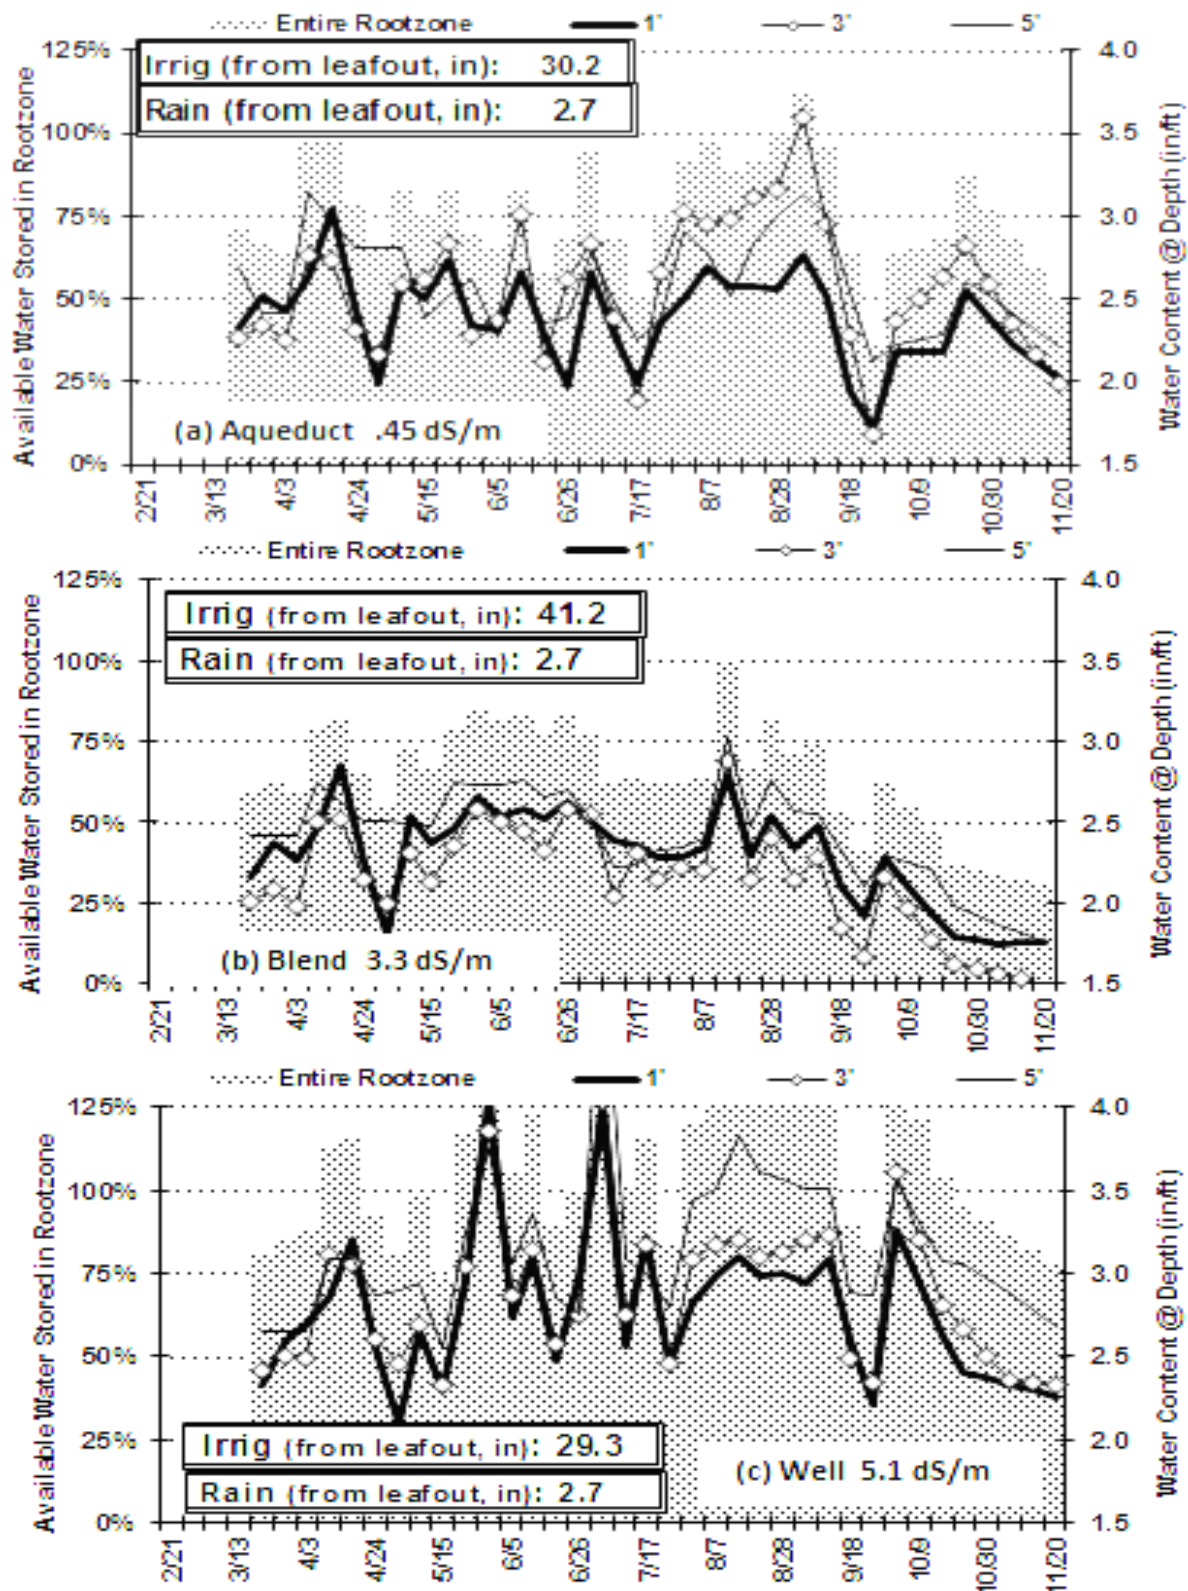 Entire Rootzone 1' 3' 5'
Available Water Stored in Rootzone
125%
100%
75%
50%
25%
0%
Irrig (from leafout, in): 30.2
Rain (from leafout, in): 2.7
(a) Aqueduct .45 dS/m
4.0
3.5
3.0
2.5
2.0
1.5
Water Content @ Depth (in/ft)
2/21 3/13 4/3 4/24 5/15 6/5 6/26 7/17 8/7 8/28 9/18 10/9 10/30 11/20
Entire Rootzone 1' 3' 5'
Available Water Stored in Rootzone
125%
100%
75%
50%
25%
0%
Irrig (from leafout, in): 41.2
Rain (from leafout, in): 2.7
(b) Blend 3.3 dS/m
4.0
3.5
3.0
2.5
2.0
1.5
Water Content @ Depth (in/ft)
2/21 3/13 4/3 4/24 5/15 6/5 6/26 7/17 8/7 8/28 9/18 10/9 10/30 11/20
Entire Rootzone 1' 3' 5'
Available Water Stored in Rootzone
125%
100%
75%
50%
25%
0%
Irrig (from leafout, in): 29.3
Rain (from leafout, in): 2.7
(c) Well 5.1 dS/m
4.0
3.5
3.0
2.5
2.0
1.5
Water Content @ Depth (in/ft)
2/21 3/13 4/3 4/24 5/15 6/5 6/26 7/17 8/7 8/28 9/18 10/9 10/30 11/20